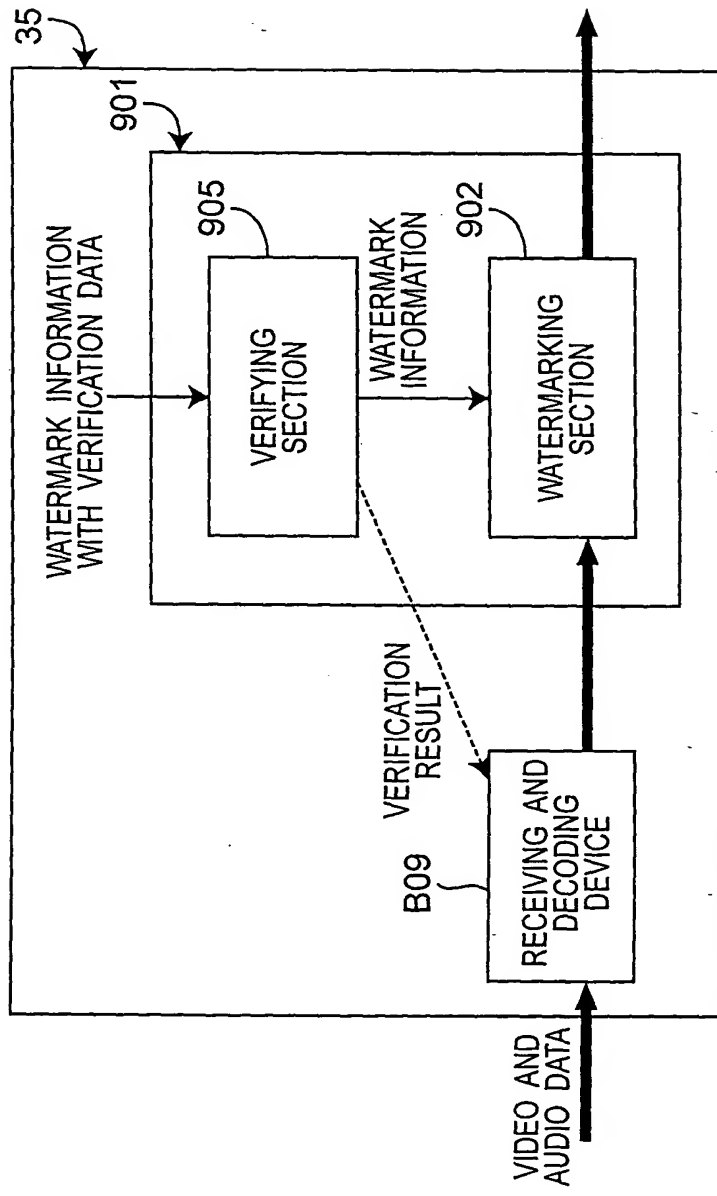 35
901
WATERMARK INFORMATION
WITH VERIFICATION DATA
905
VERIFYING
SECTION
WATERMARK
INFORMATION
902
WATERMARKING
SECTION
VERIFICATION
RESULT
B09
RECEIVING AND
DECODING
DEVICE
VIDEO AND
AUDIO DATA